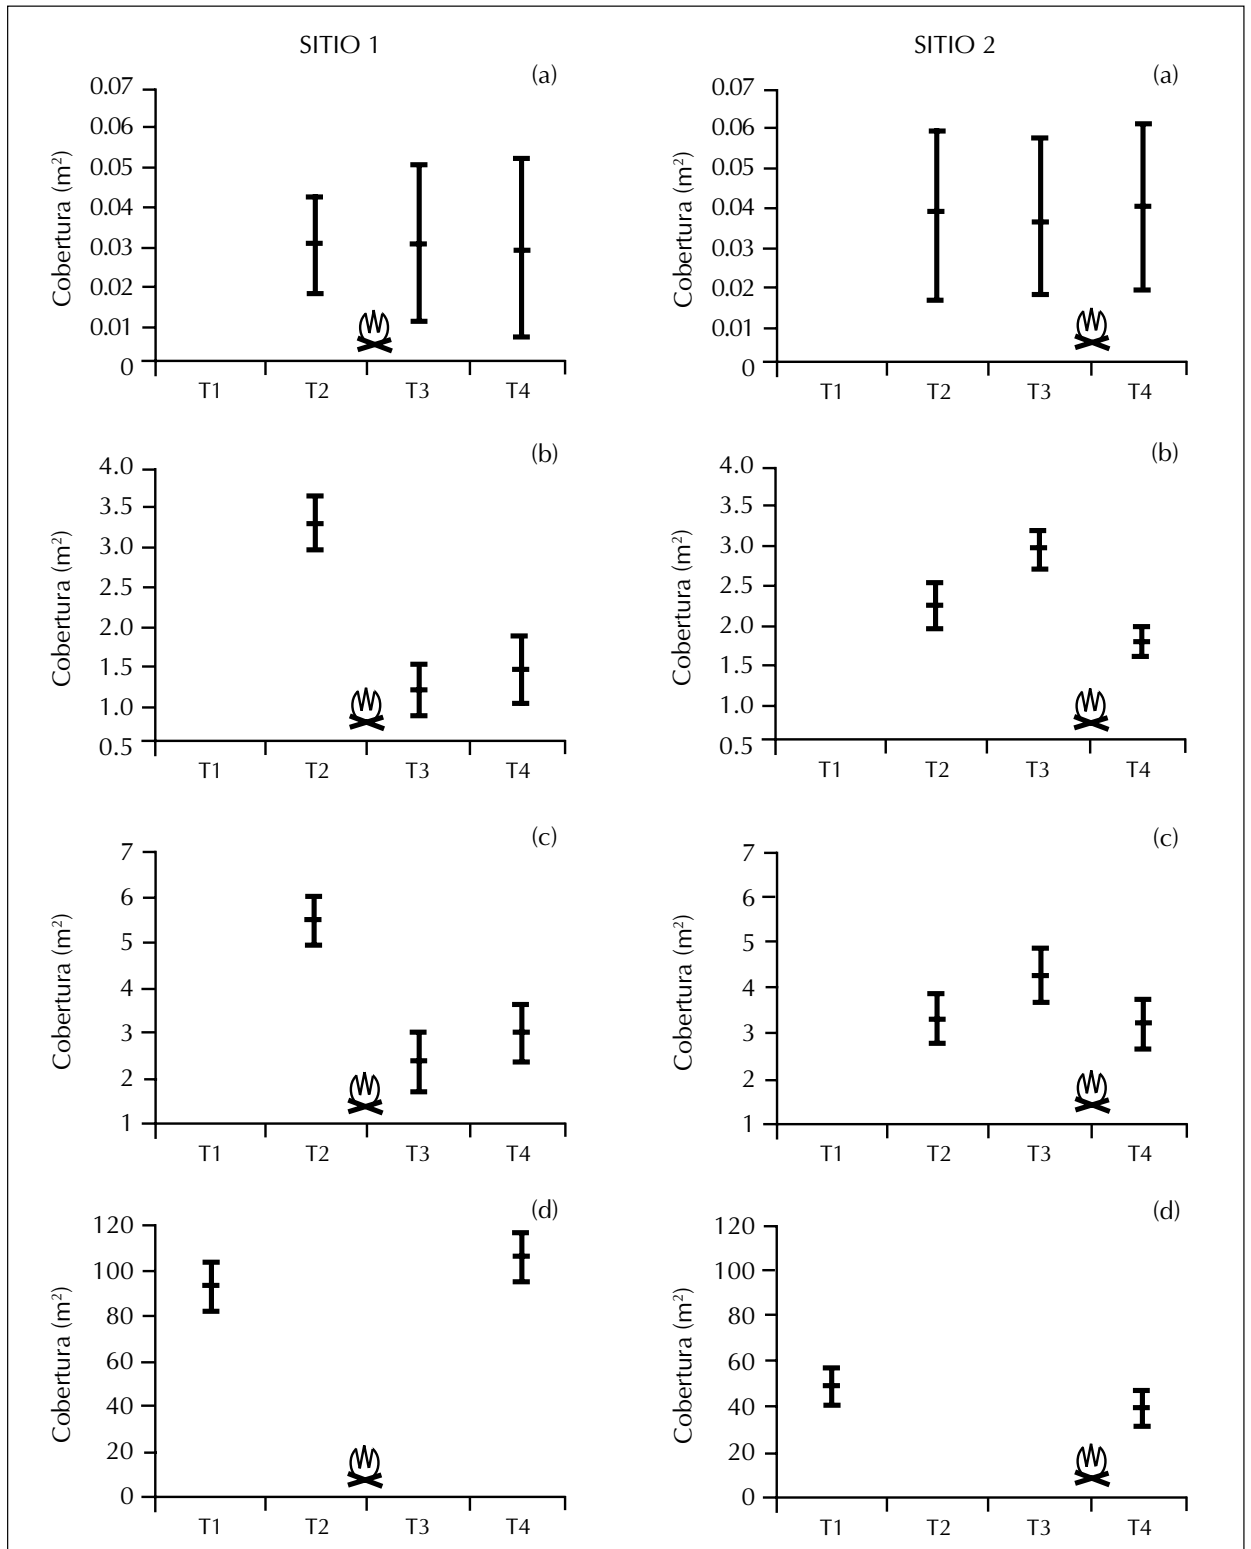 SITIO 1
SITIO 2
(a)
Cobertura (m²)
0.07
0.06
0.05
0.04
0.03
0.02
0.01
0
T1 T2 T3 T4
(a)
Cobertura (m²)
0.07
0.06
0.05
0.04
0.03
0.02
0.01
0
T1 T2 T3 T4
(b)
Cobertura (m²)
4.0
3.5
3.0
2.5
2.0
1.5
1.0
0.5
T1 T2 T3 T4
(b)
Cobertura (m²)
4.0
3.5
3.0
2.5
2.0
1.5
1.0
0.5
T1 T2 T3 T4
(c)
Cobertura (m²)
7
6
5
4
3
2
1
T1 T2 T3 T4
(c)
Cobertura (m²)
7
6
5
4
3
2
1
T1 T2 T3 T4
(d)
Cobertura (m²)
120
100
80
60
40
20
0
T1 T2 T3 T4
(d)
Cobertura (m²)
120
100
80
60
40
20
0
T1 T2 T3 T4